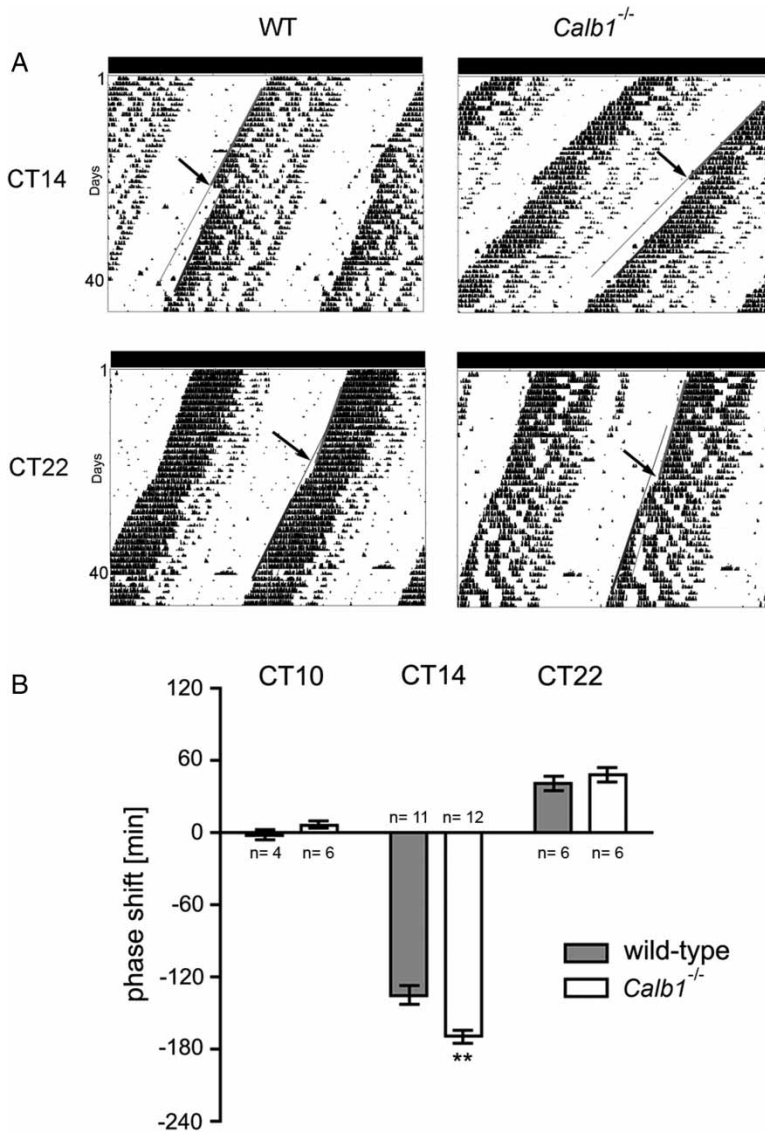 WT Calb1-/-
A
1
CT14
Days
40
1
CT22
Days
40
B
CT10 CT14 CT22
120
60
0
-60
-120
-180
-240
phase shift [min]
n= 4 n= 6
n= 11 n= 12
n= 6 n= 6
**
wild-type
Calb1-/-